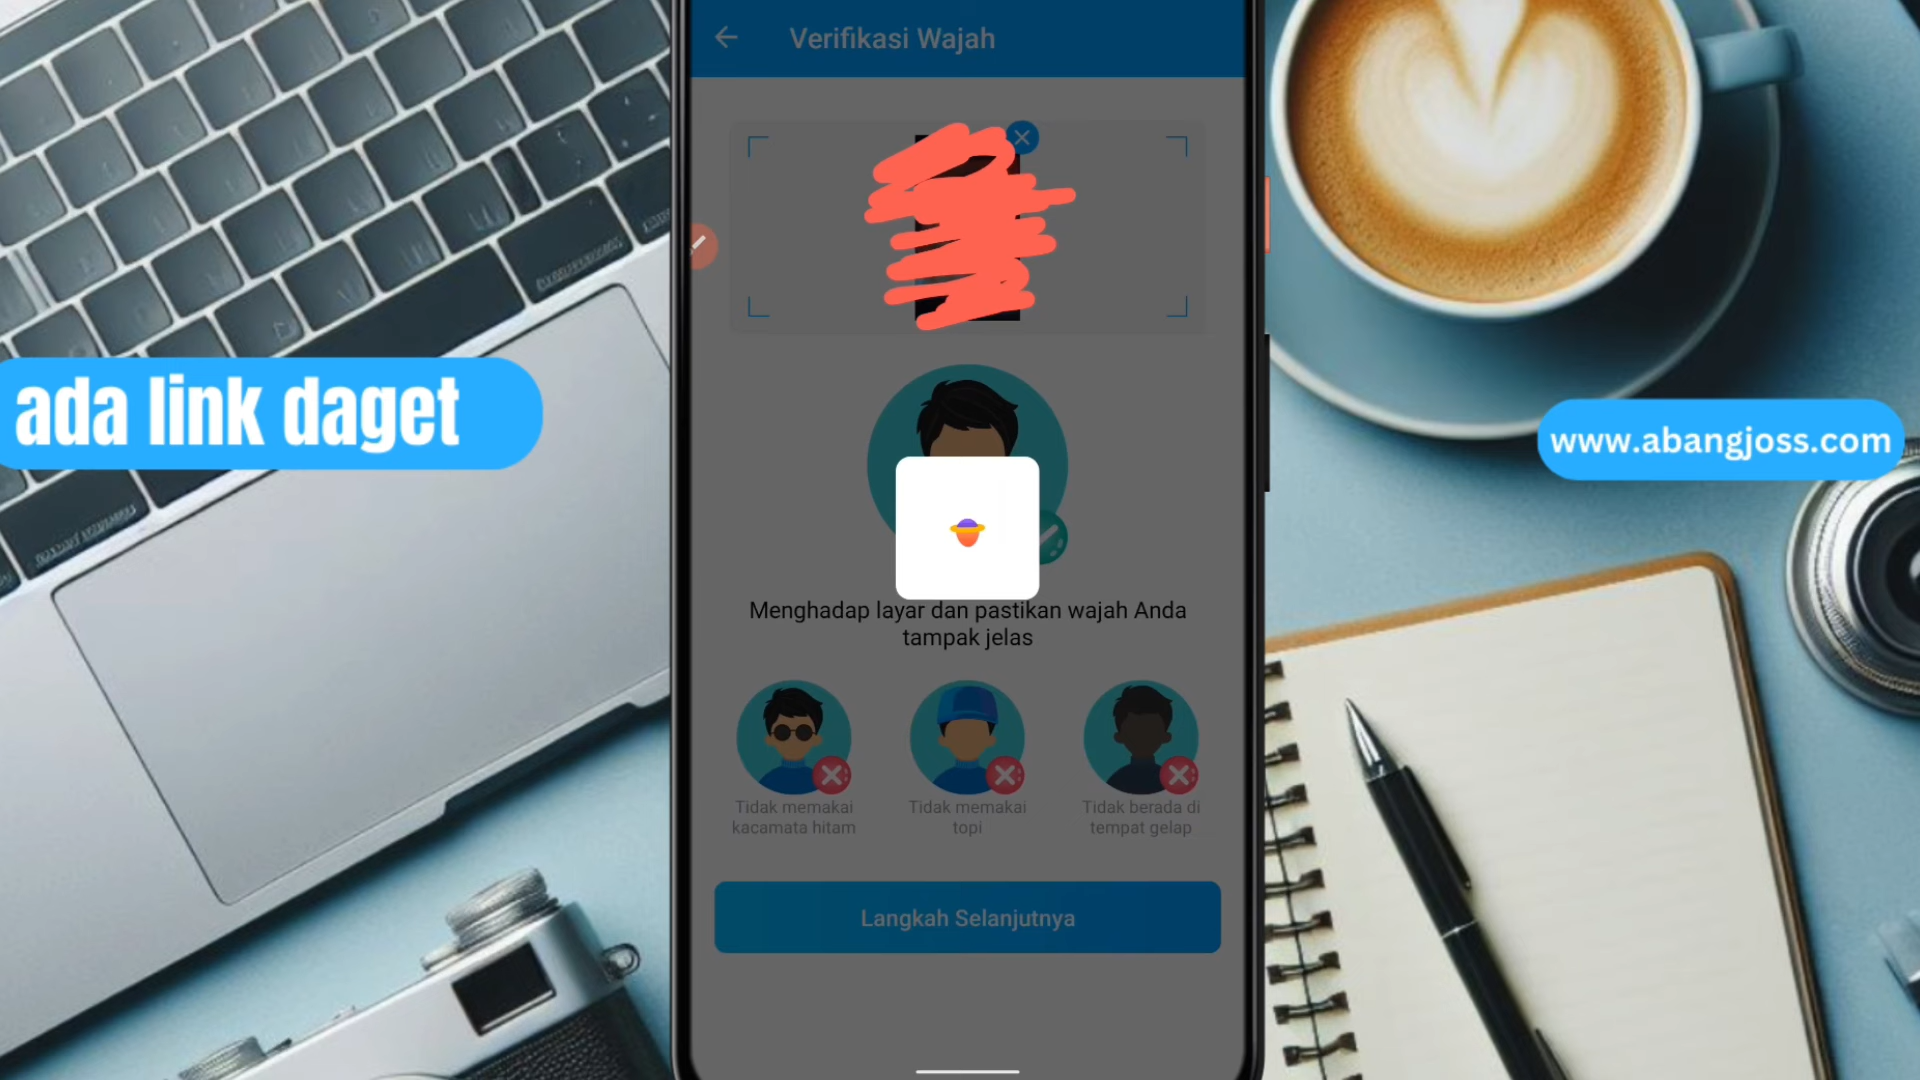 Verifikasi Wajah
ada link daget
www.abangjoss.com
Menghadap layar dan pastikan wajah Anda
tampak jelas
Tidak memakai
kacamata hitam
Tidak memakai
topi
Tidak berada di
tempat gelap
Langkah Selanjutnya